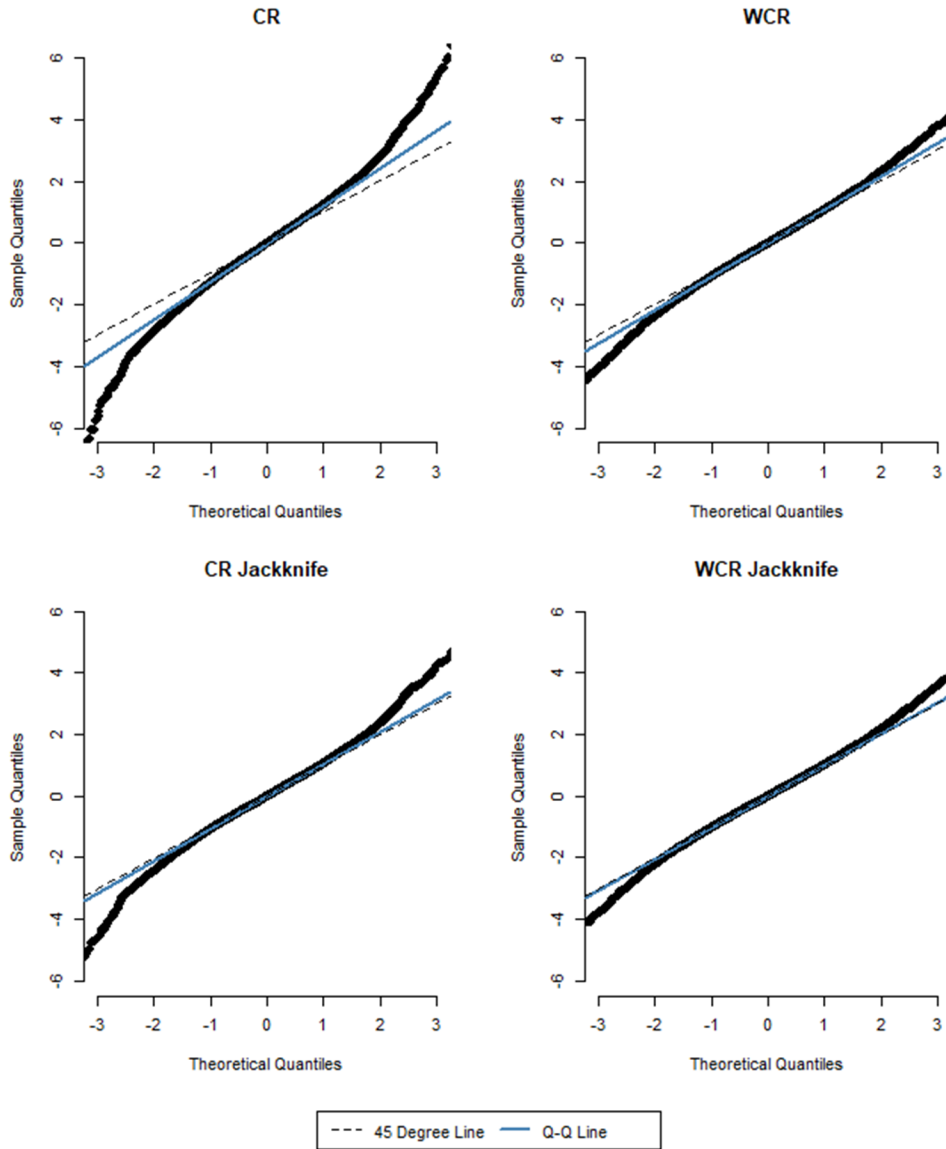 CR
WCR
Sample Quantiles
6
4
2
0
-2
-4
-6
-3 -2 -1 0 1 2 3
Theoretical Quantiles
Sample Quantiles
6
4
2
0
-2
-4
-6
-3 -2 -1 0 1 2 3
Theoretical Quantiles
CR Jackknife
WCR Jackknife
Sample Quantiles
6
4
2
0
-2
-4
-6
-3 -2 -1 0 1 2 3
Theoretical Quantiles
Sample Quantiles
6
4
2
0
-2
-4
-6
-3 -2 -1 0 1 2 3
Theoretical Quantiles
45 Degree Line Q-Q Line